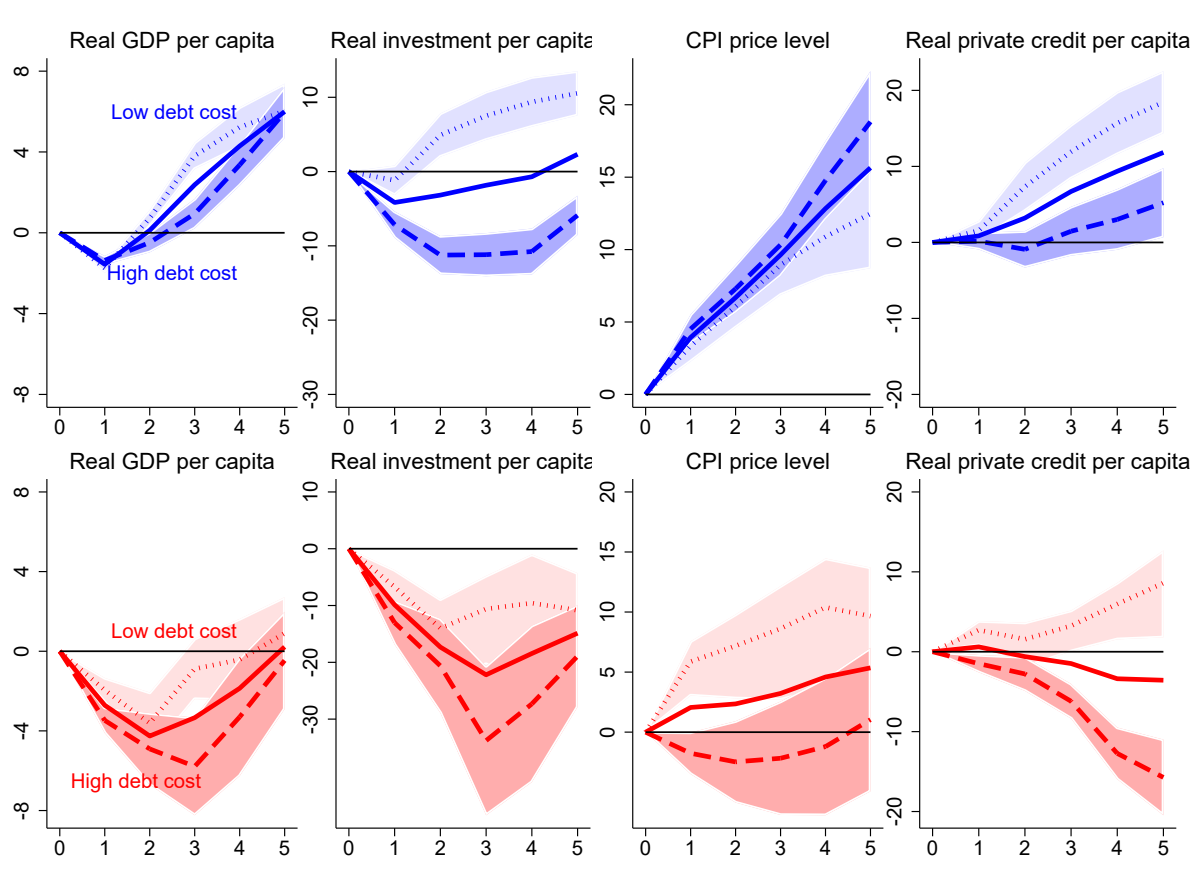 Real GDP per capita
8
4
0
-4
-8
Low debt cost
High debt cost
0 1 2 3 4 5
Real investment per capita
10
0
-10
-20
-30
0 1 2 3 4 5
CPI price level
20
15
10
5
0
0 1 2 3 4 5
Real private credit per capita
20
10
0
-10
-20
0 1 2 3 4 5
Real GDP per capita
8
4
0
-4
-8
Low debt cost
High debt cost
0 1 2 3 4 5
Real investment per capita
10
0
-10
-20
-30
0 1 2 3 4 5
CPI price level
20
15
10
5
0
0 1 2 3 4 5
Real private credit per capita
20
10
0
-10
-20
0 1 2 3 4 5